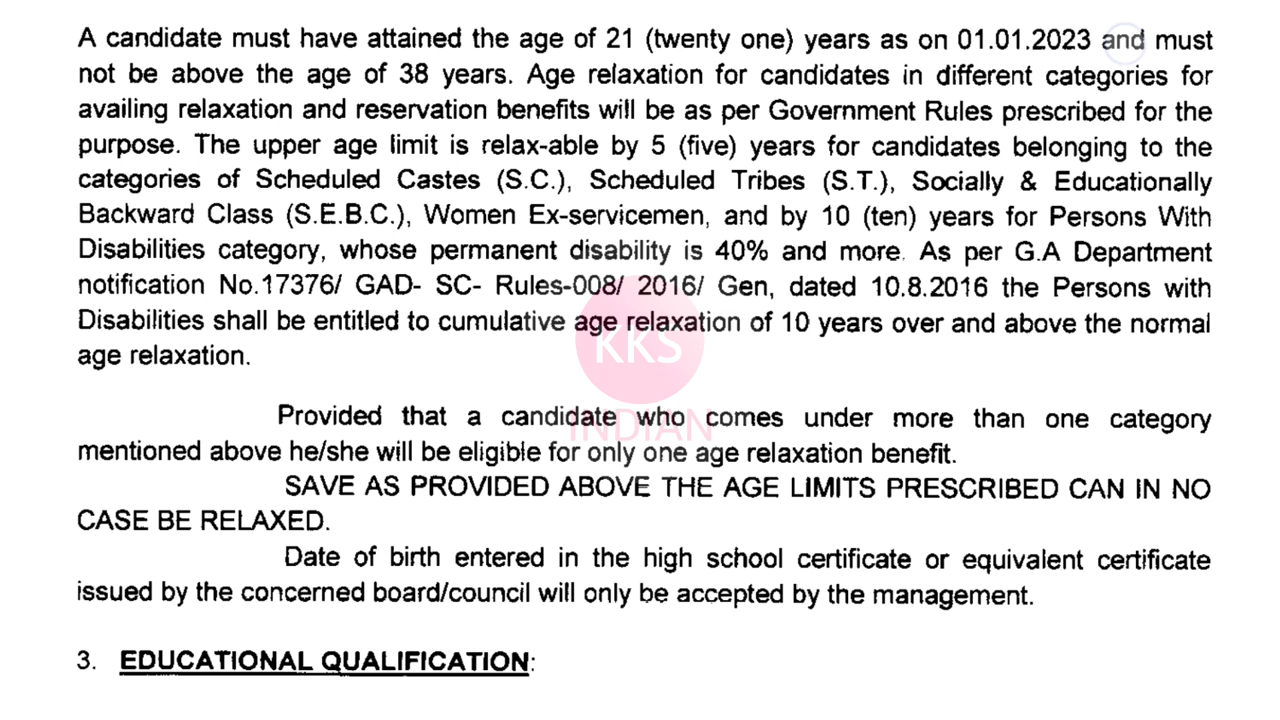 A candidate must have attained the age of 21 (twenty one) years as on 01.01.2023 and must
not be above the age of 38 years. Age relaxation for candidates in different categories for
availing relaxation and reservation benefits will be as per Government Rules prescribed for the
purpose. The upper age limit is relax-able by 5 (five) years for candidates belonging to the
categories of Scheduled Castes (S.C.), Scheduled Tribes (S.T.), Socially & Educationally
Backward Class (S.E.B.C.), Women Ex-servicemen, and by 10 (ten) years for Persons With
Disabilities category, whose permanent disability is 40% and more. As per G.A Department
notification No.17376/ GAD- SC- Rules-008/ 2016/ Gen, dated 10.8.2016 the Persons with
Disabilities shall be entitled to cumulative age relaxation of 10 years over and above the normal
age relaxation.
KKS
INDIAN
Provided that a candidate who comes under more than one category
mentioned above he/she will be eligible for only one age relaxation benefit.
SAVE AS PROVIDED ABOVE THE AGE LIMITS PRESCRIBED CAN IN NO
CASE BE RELAXED.
Date of birth entered in the high school certificate or equivalent certificate
issued by the concerned board/council will only be accepted by the management.
3. EDUCATIONAL QUALIFICATION: